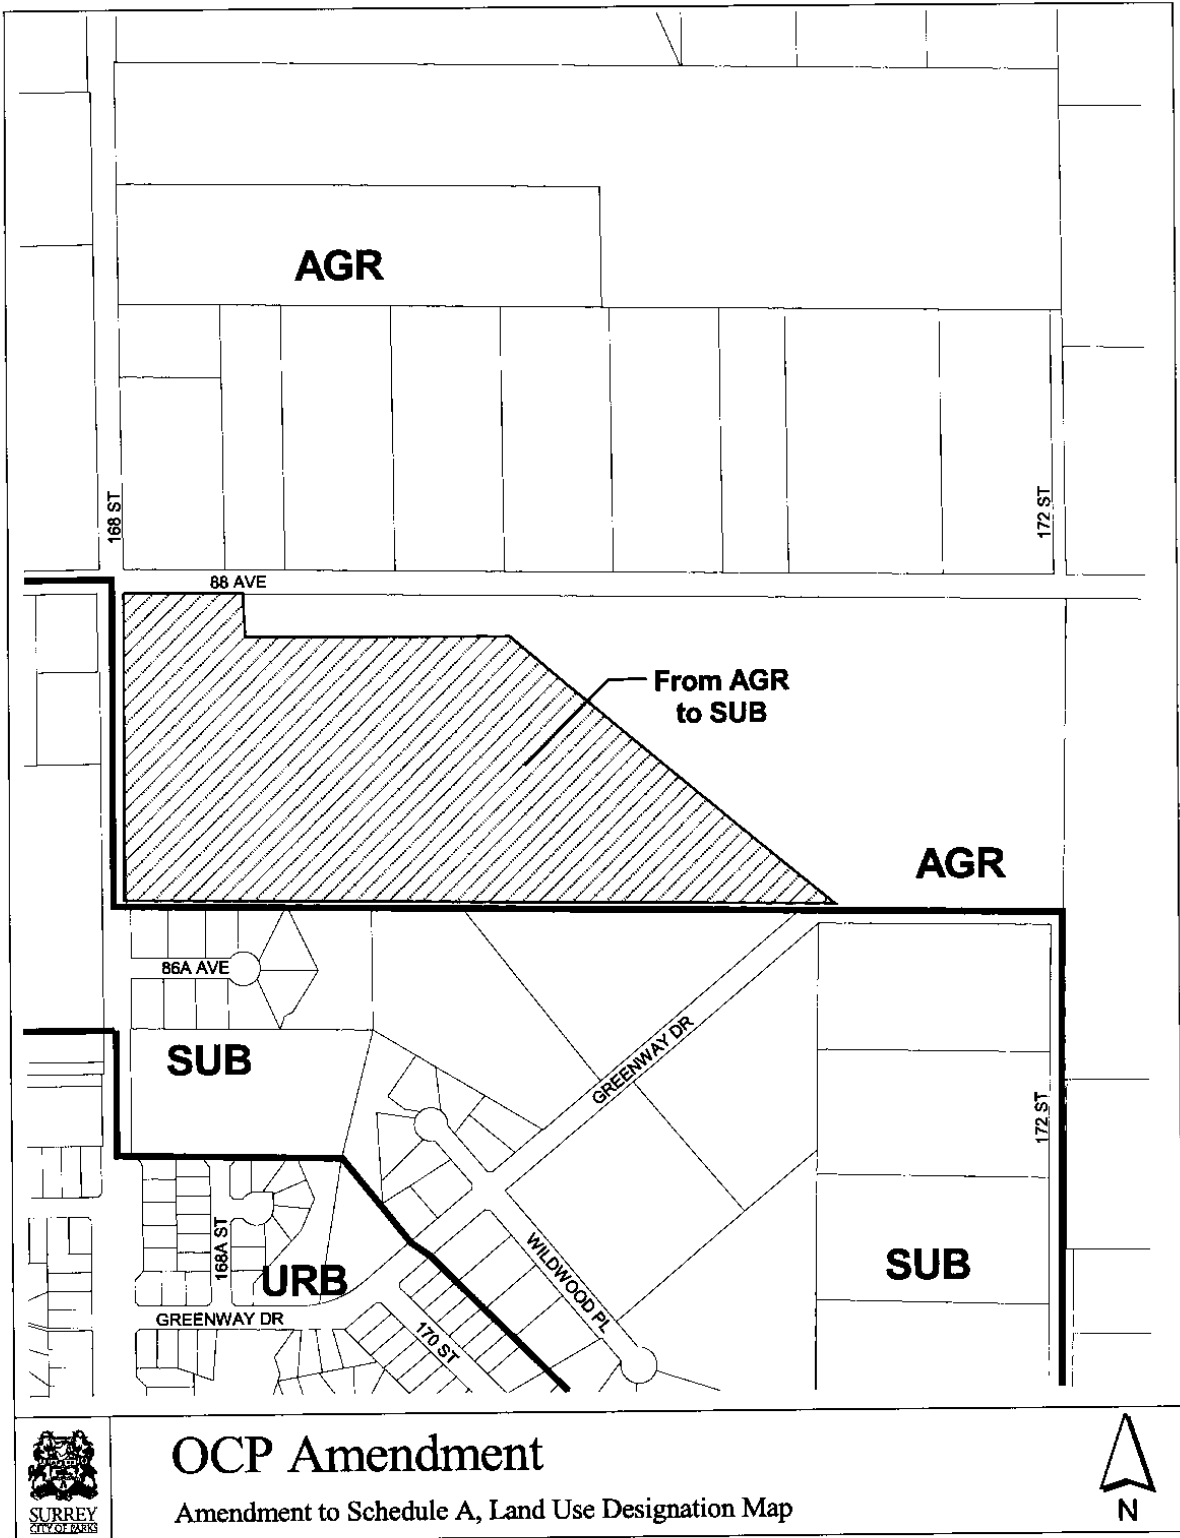 AGR
168 ST
172 ST
88 AVE
From AGR
to SUB
AGR
86A AVE
SUB
GREENWAY DR
172 ST
168A ST
URB
WILDWOOD PL
SUB
GREENWAY DR
170 ST
SURREY
CITY OF PARKS
OCP Amendment
Amendment to Schedule A, Land Use Designation Map
N